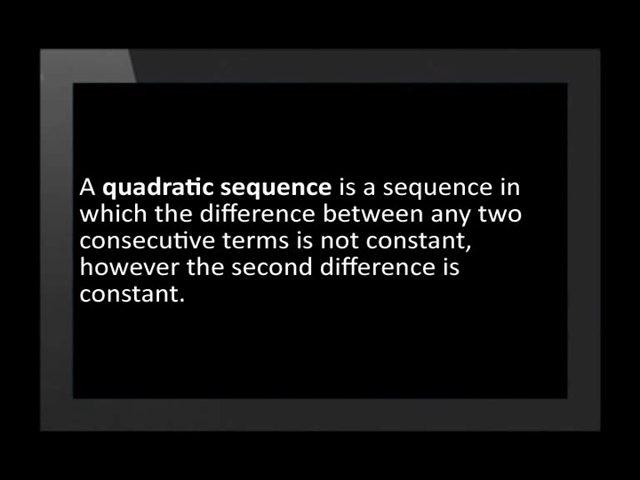 A quadratic sequence is a sequence in
which the difference between any two
consecutive terms is not constant,
however the second difference is
constant.